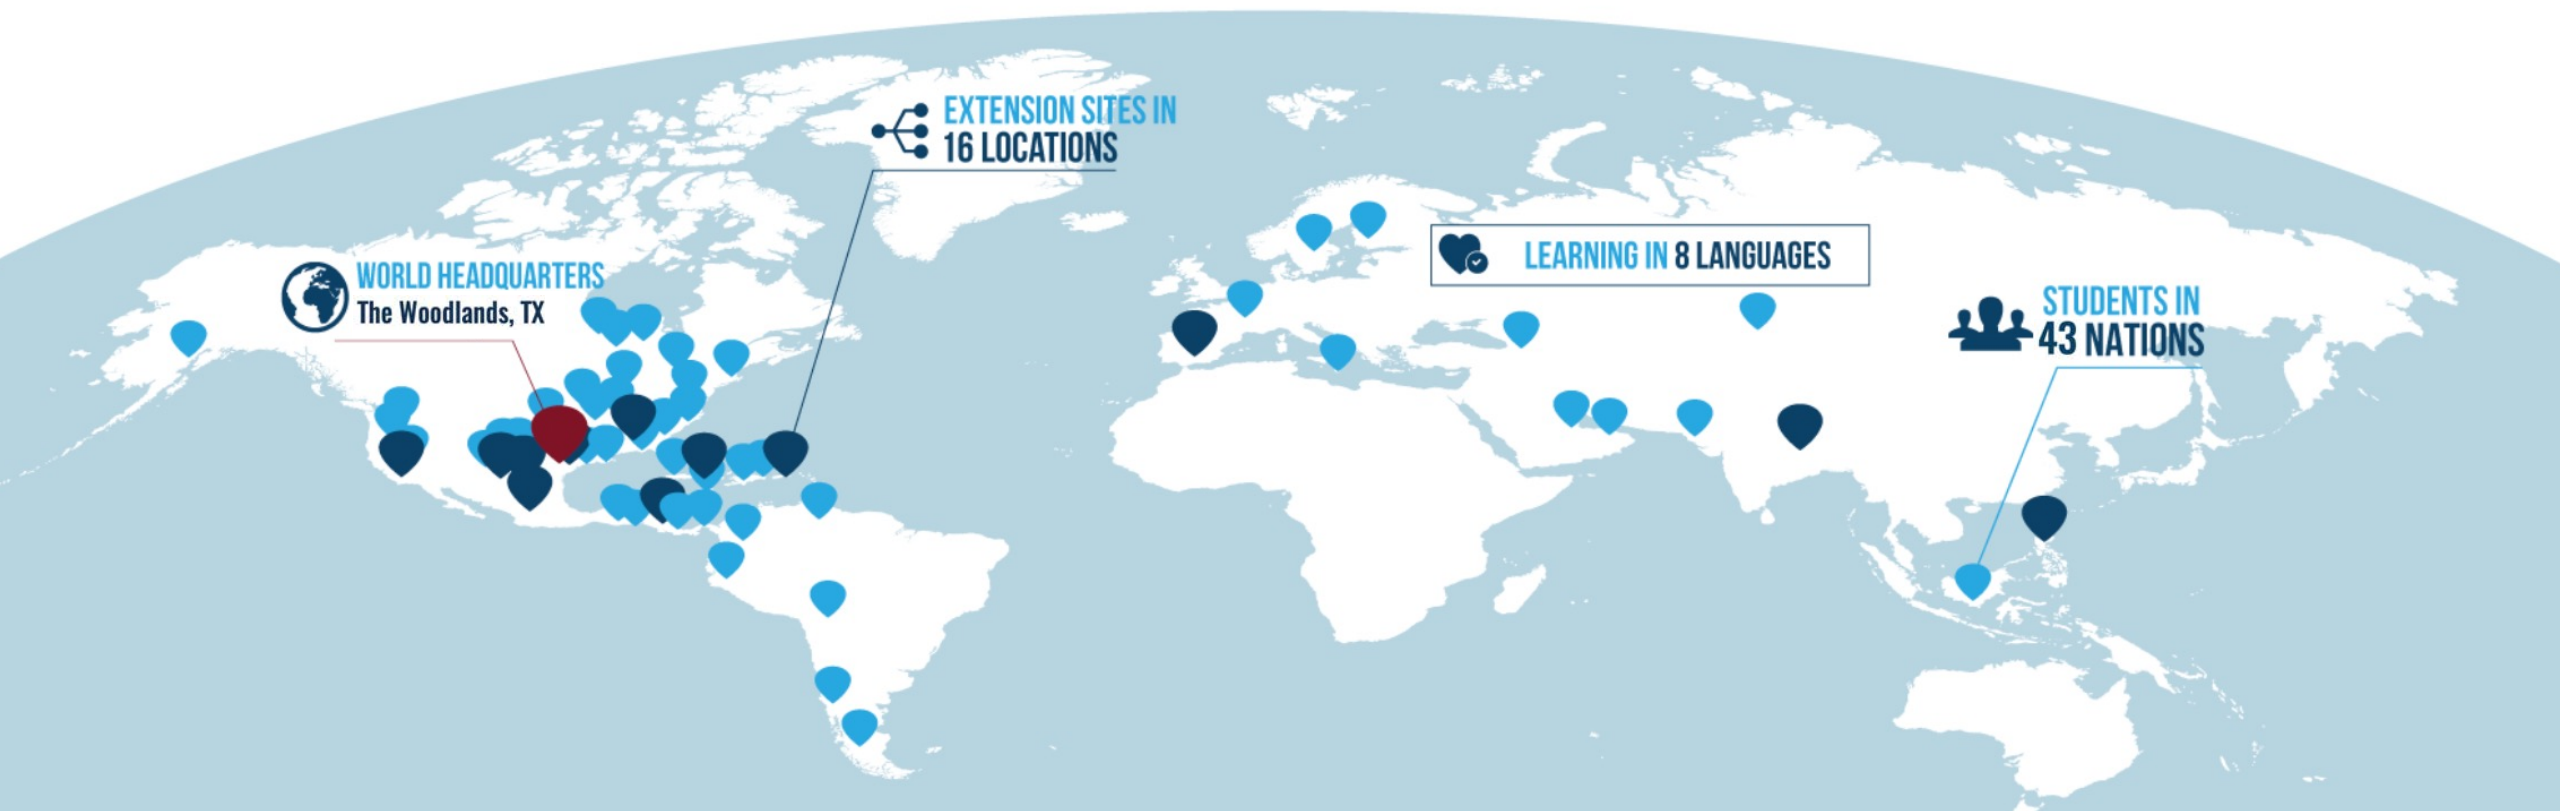 EXTENSION SITES IN
16 LOCATIONS
WORLD HEADQUARTERS
The Woodlands, TX
LEARNING IN 8 LANGUAGES
STUDENTS IN
43 NATIONS